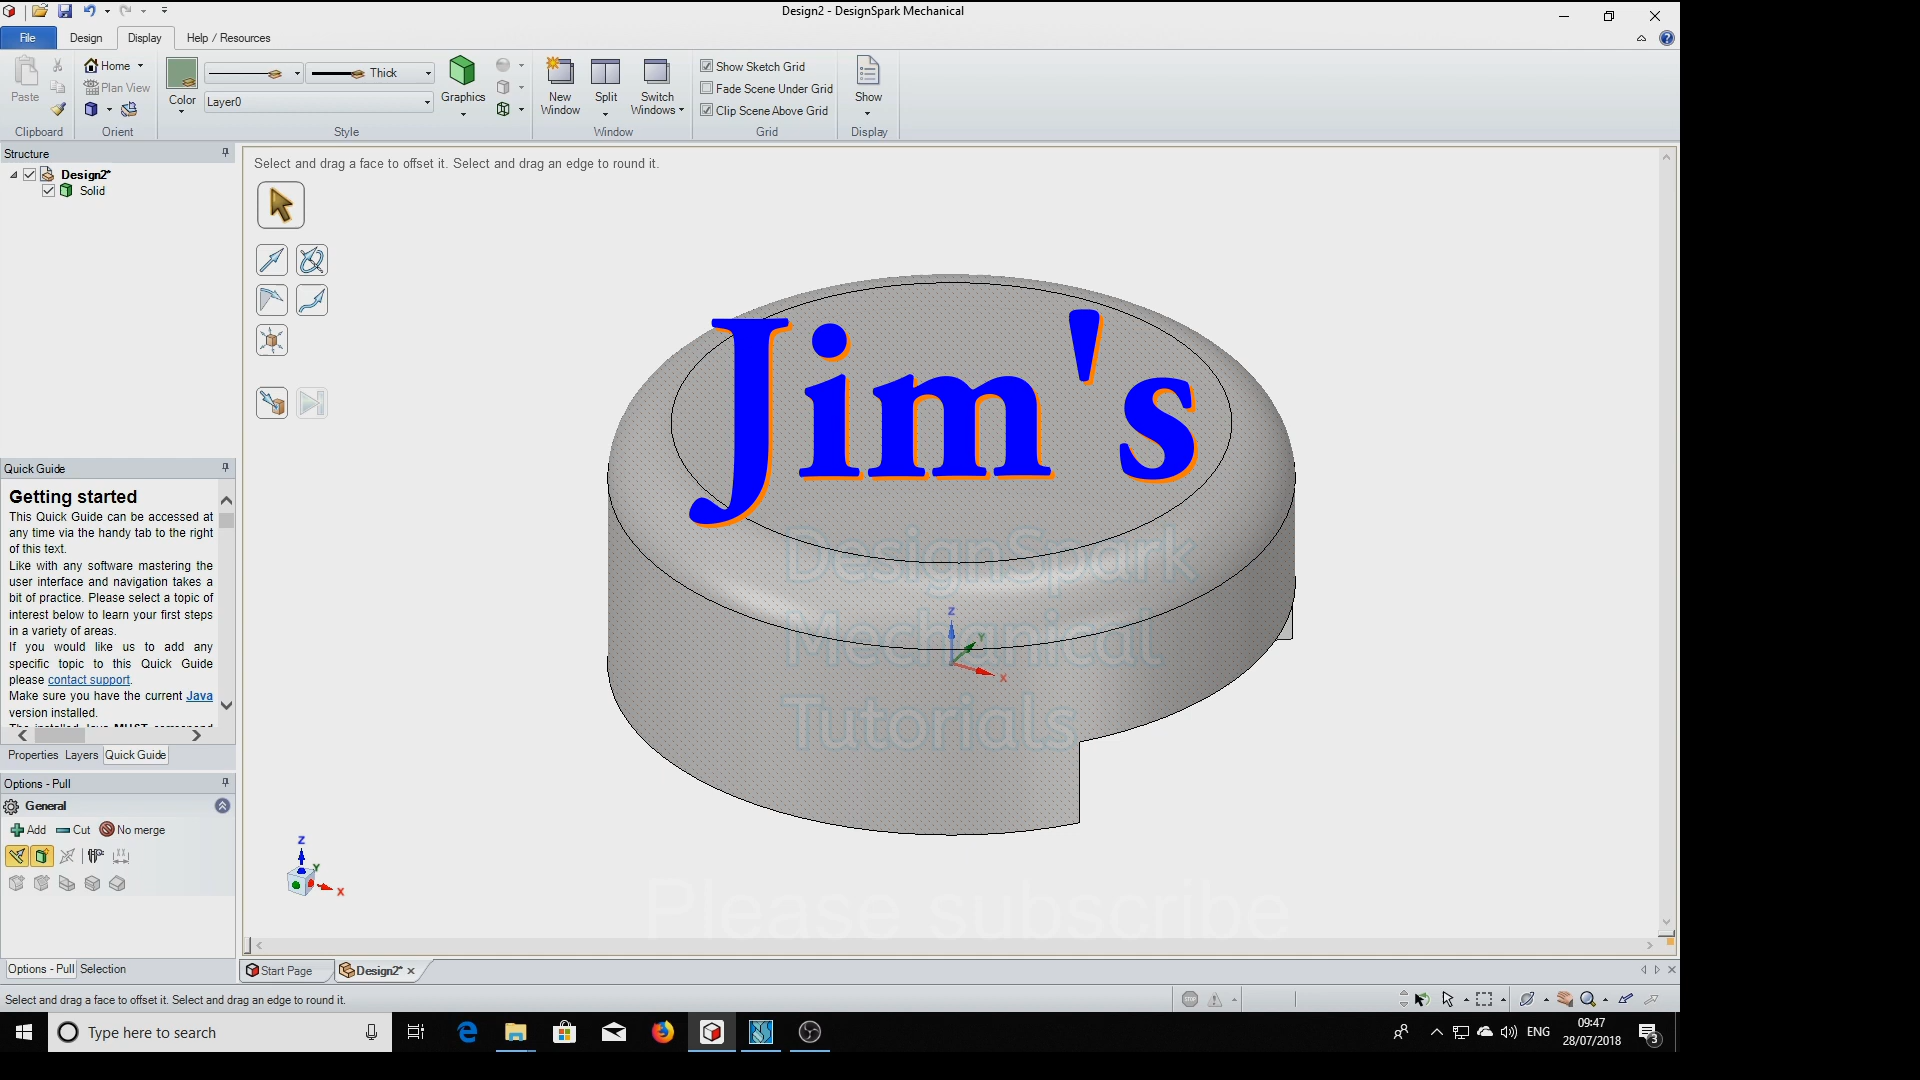 Design2 - DesignSpark Mechanical
File
Design
Display
Help / Resources
Paste
Clipboard
Home
Plan View
Orient
Color
Thick
Layer0
Style
Graphics
New Window
Split
Switch Windows
Window
Show Sketch Grid
Fade Scene Under Grid
Clip Scene Above Grid
Grid
Show
Display
Structure
Design2*
Solid
Select and drag a face to offset it. Select and drag an edge to round it.
Jim's
DesignSpark
Mechanical
Tutorials
Z
Y
X
Please subscribe
Z
Y
X
Quick Guide
Getting started
This Quick Guide can be accessed at
any time via the handy tab to the right
of this text.
Like with any software mastering the
user interface and navigation takes a
bit of practice. Please select a topic of
interest below to learn your first steps
in a variety of areas.
If you would like us to add any
specific topic to this Quick Guide
please contact support.
Make sure you have the current Java
version installed.
Properties Layers Quick Guide
Options - Pull
General
Add Cut No merge
Options - Pull Selection
Start Page
Design2*
Select and drag a face to offset it. Select and drag an edge to round it.
STOP
Type here to search
ENG
09:47
28/07/2018
3